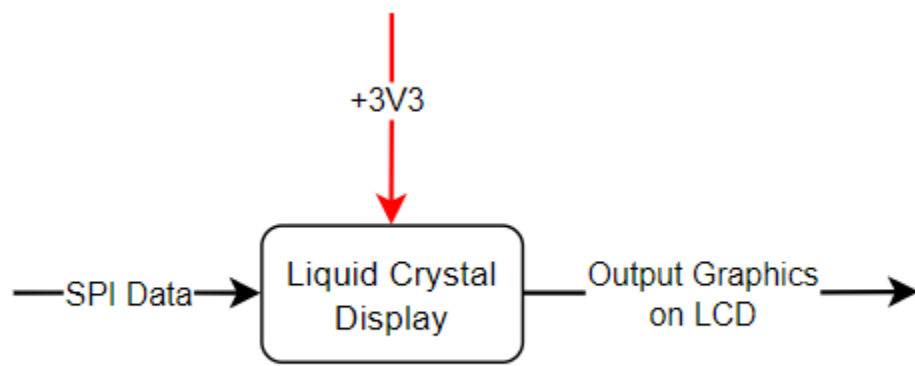 +3V3
SPI Data
Liquid Crystal
Display
Output Graphics
on LCD